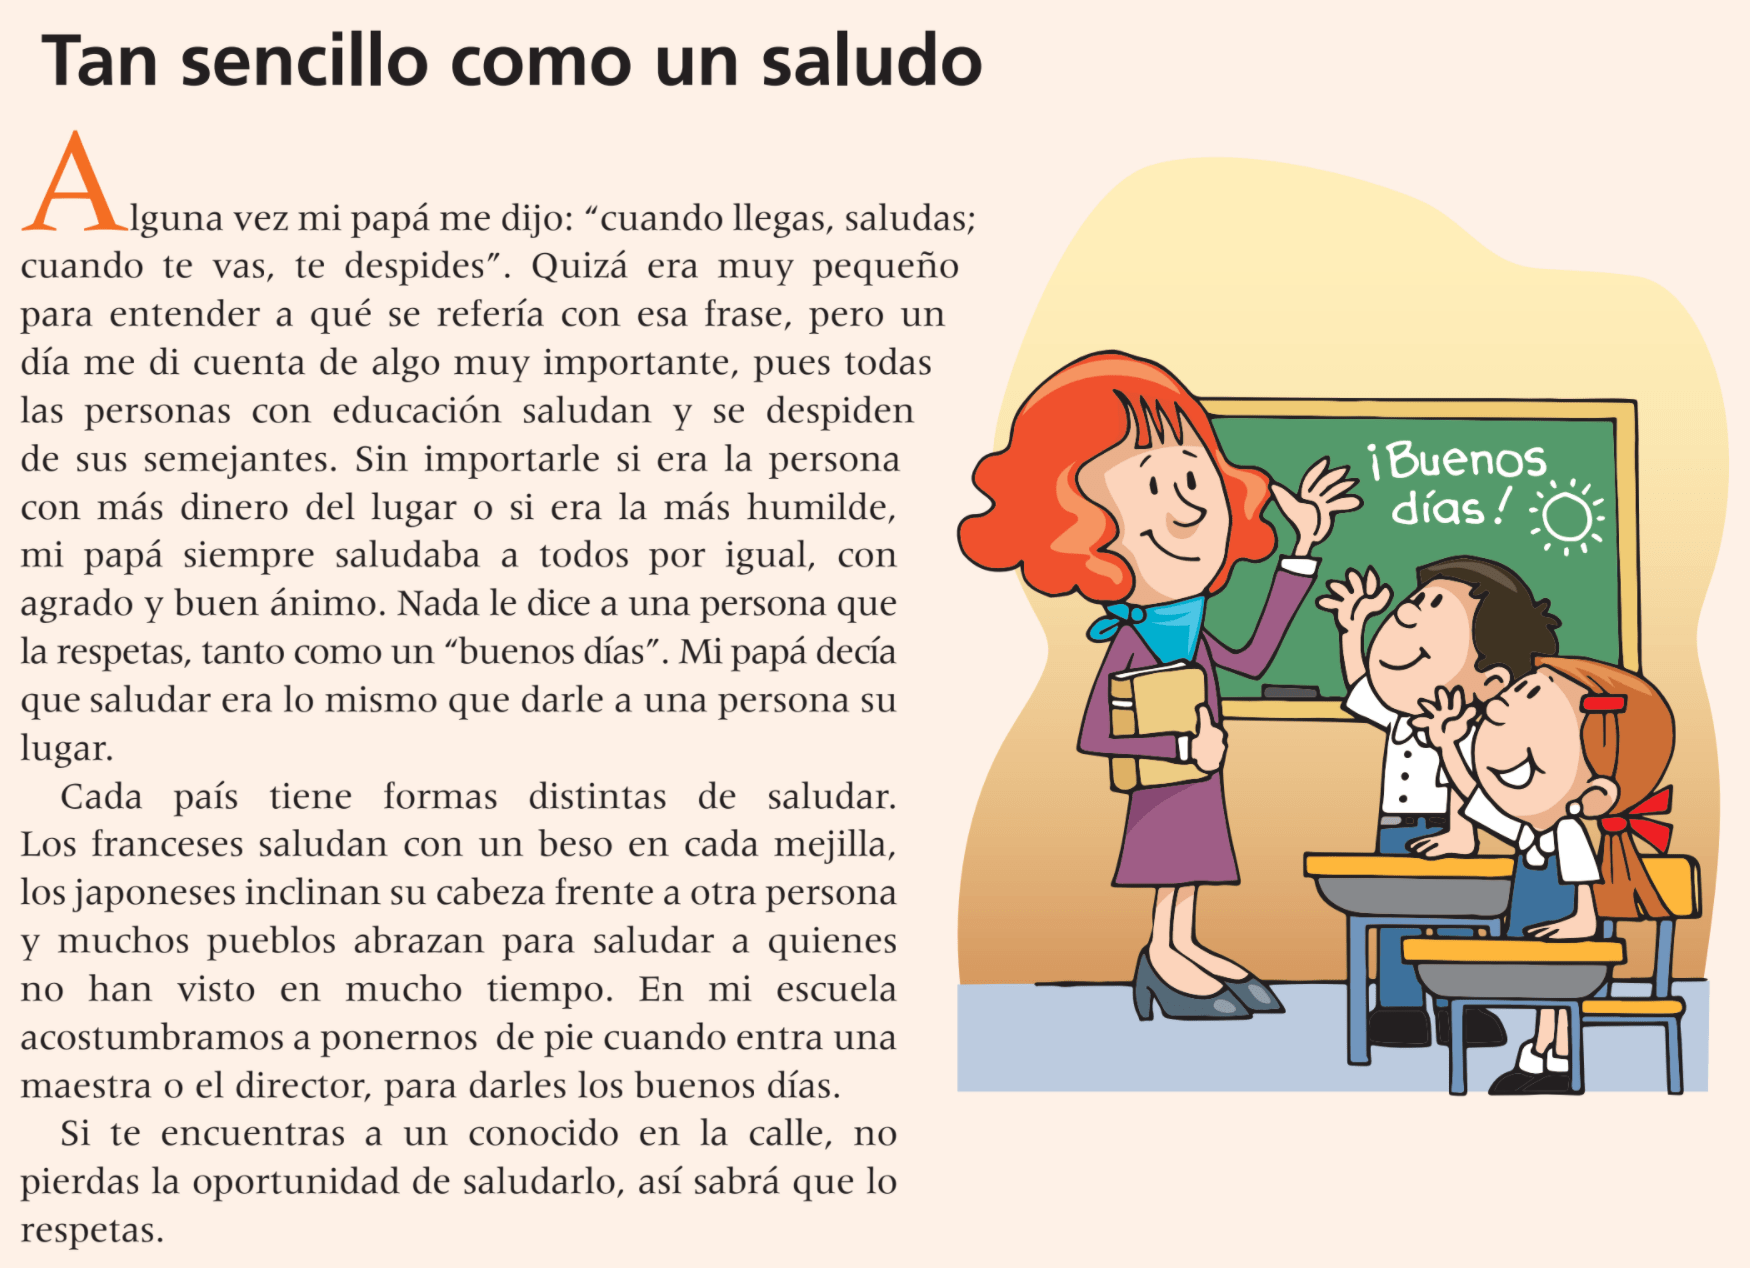 Tan sencillo como un saludo
Alguna vez mi papá me dijo: “cuando llegas, saludas;
cuando te vas, te despides”. Quizá era muy pequeño
para entender a qué se refería con esa frase, pero un
día me di cuenta de algo muy importante, pues todas
las personas con educación saludan y se despiden
de sus semejantes. Sin importarle si era la persona
con más dinero del lugar o si era la más humilde,
mi papá siempre saludaba a todos por igual, con
agrado y buen ánimo. Nada le dice a una persona que
la respetas, tanto como un “buenos días”. Mi papá decía
que saludar era lo mismo que darle a una persona su
lugar.
Cada país tiene formas distintas de saludar.
Los franceses saludan con un beso en cada mejilla,
los japoneses inclinan su cabeza frente a otra persona
y muchos pueblos abrazan para saludar a quienes
no han visto en mucho tiempo. En mi escuela
acostumbramos a ponernos de pie cuando entra una
maestra o el director, para darles los buenos días.
Si te encuentras a un conocido en la calle, no
pierdas la oportunidad de saludarlo, así sabrá que lo
respetas.
¡Buenos
días!